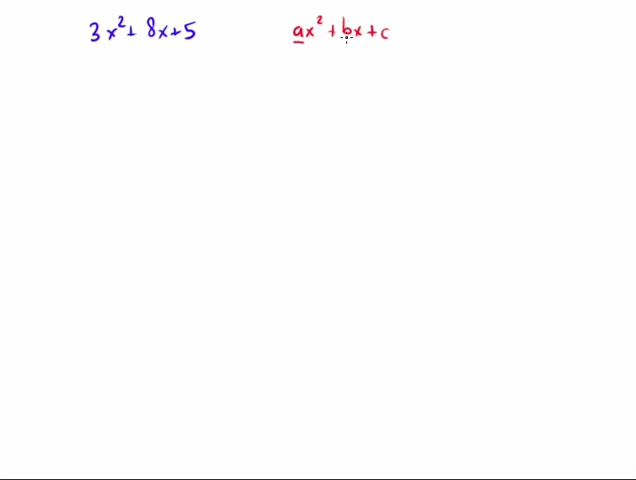 3x²+ 8x+5 ax² + bx + c